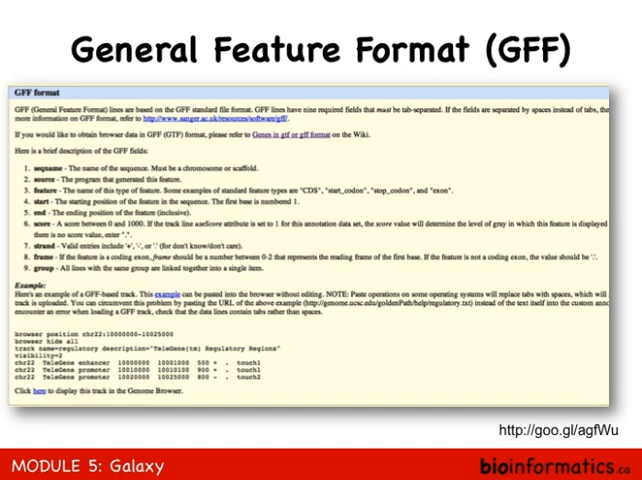 General Feature Format (GFF)
GFF format
GFF (General Feature Format) lines are based on the GFF standard file format. GFF lines have nine required fields that must be tab-separated. If the fields are separated by spaces instead of tabs, the
more information on GFF format, refer to http://www.sanger.ac.uk/resources/software/gff/.
If you would like to obtain browser data in GFF (GTF) format, please refer to Genes in gtf or gff format on the Wiki.
Here is a brief description of the GFF fields:
1. seqname - The name of the sequence. Must be a chromosome or scaffold.
2. source - The program that generated this feature.
3. feature - The name of this type of feature. Some examples of standard feature types are "CDS", "start_codon", "stop_codon", and "exon".
4. start - The starting position of the feature in the sequence. The first base is numbered 1.
5. end - The ending position of the feature (inclusive).
6. score - A score between 0 and 1000. If the track line useScore attribute is set to 1 for this annotation data set, the score value will determine the level of grey in which this feature is displayed
there is no score value, enter ".".
7. strand - Valid entries include '+', '-', or '.' (for don't know/don't care).
8. frame - If the feature is a coding exon, frame should be a number between 0-2 that represents the reading frame of the first base. If the feature is not a coding exon, the value should be '.'.
9. group - All lines with the same group are linked together into a single item.
Example:
Here's an example of a GFF-based track. This example can be pasted into the browser without editing. NOTE: Paste operations on some operating systems will replace tabs with spaces, which will
track is uploaded. You can circumvent this problem by pasting the URL of the above example (http://genome.ucsc.edu/goldenPath/help/regulatory.txt) instead of the text itself into the custom anno
encounter an error when loading a GFF track, check that the data lines contain tabs rather than spaces.
browser position chr22:10000000-10025000
browser hide all
track name=regulatory description="TeleGene(tm) Regulatory Regions"
visibility=2
chr22 TeleGene enhancer 10000000 10001000 500 + . touch1
chr22 TeleGene promoter 10010000 10010100 900 + . touch1
chr22 TeleGene promoter 10020000 10025000 800 - . touch2
Click here to display this track in the Genome Browser.
http://goo.gl/agfWu
MODULE 5: Galaxy
bioinformatics.ca